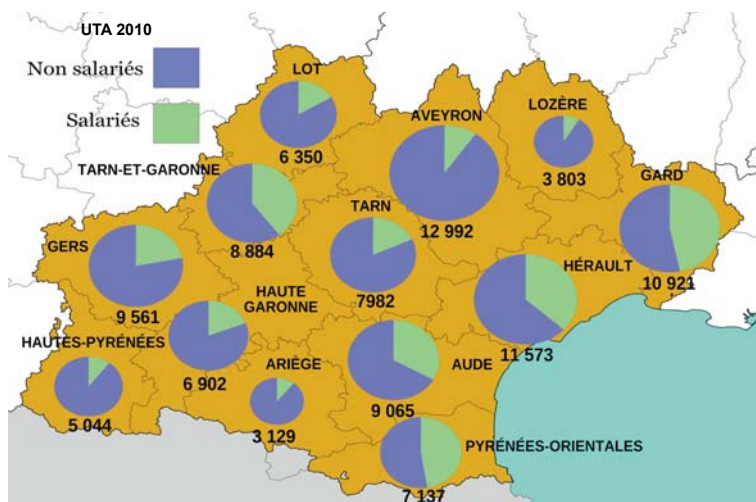 UTA 2010
Non salariés
Salariés
LOT
6 350
AVEYRON
12 992
LOZÈRE
3 803
TARN-ET-GARONNE
8 884
TARN
7982
GARD
10 921
GERS
9 561
HAUTE
GARONNE
6 902
HÉRAULT
11 573
HAUTES-PYRÉNÉES
5 044
ARIÈGE
3 129
AUDE
9 065
PYRÉNÉES-ORIENTALES
7 137